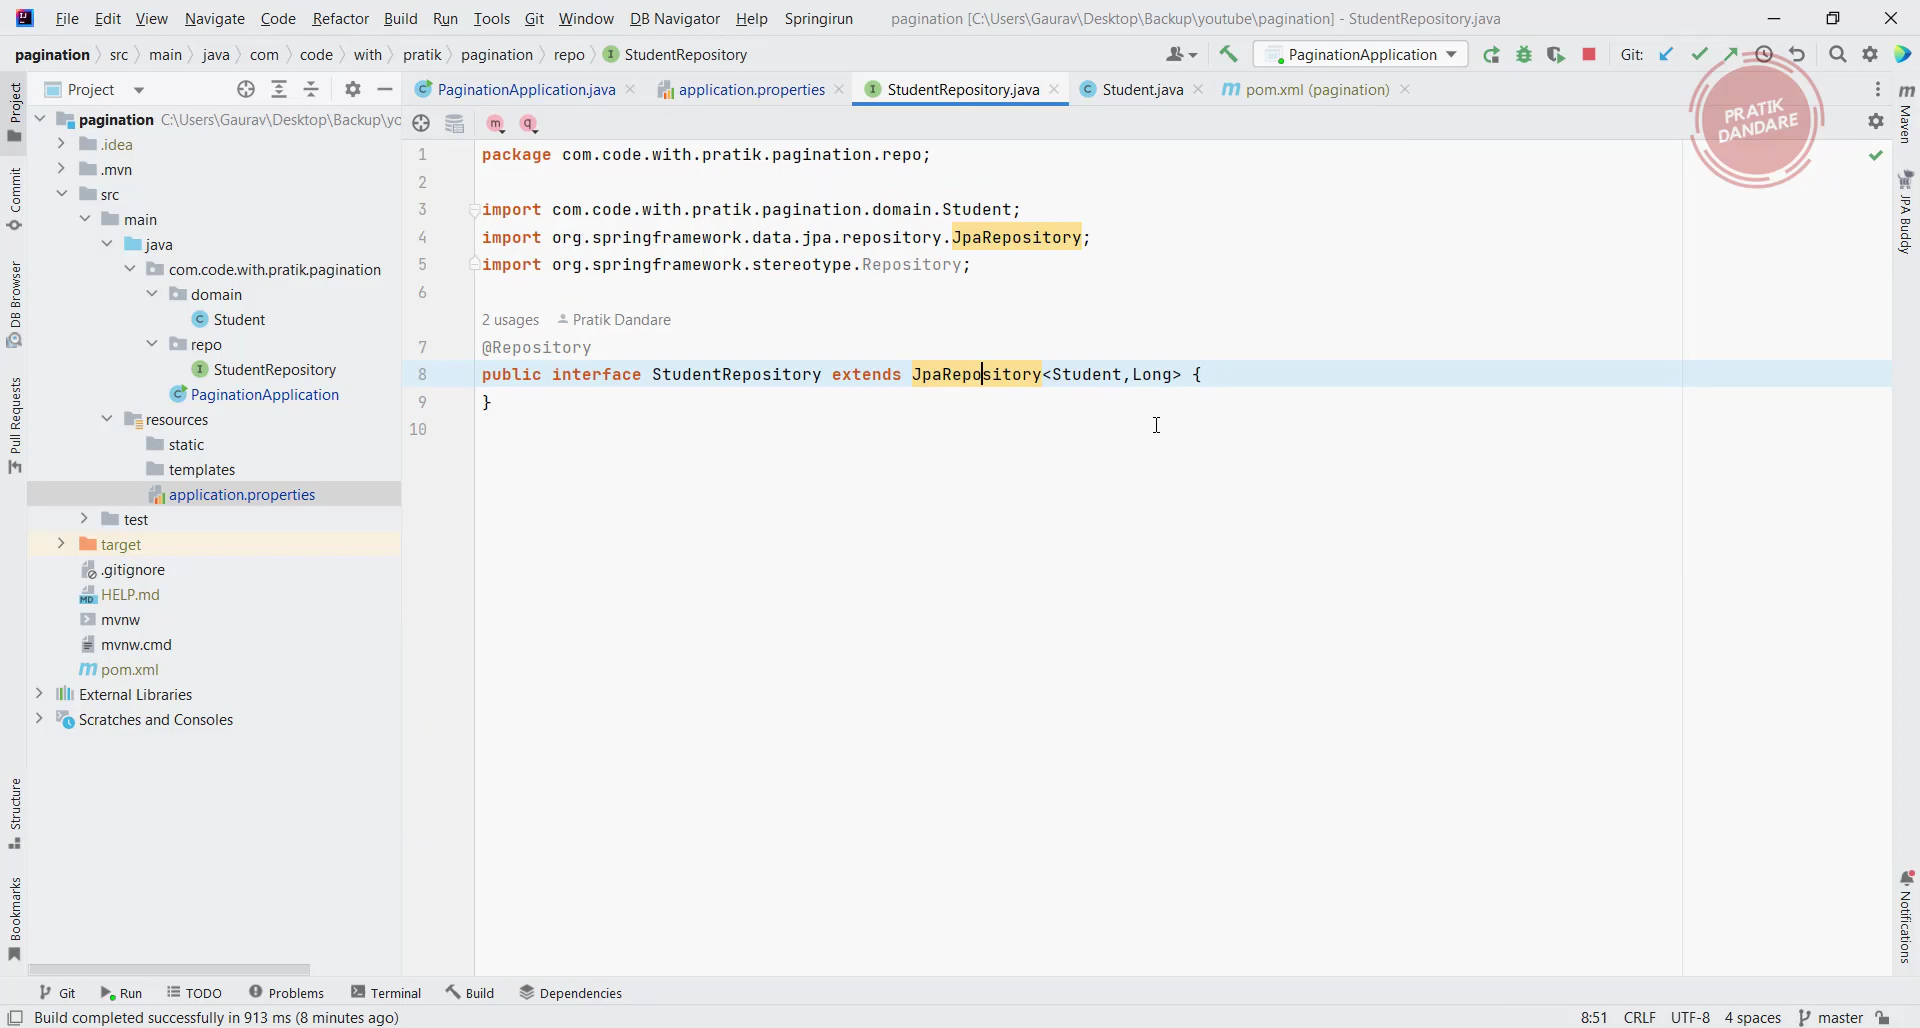 File Edit View Navigate Code Refactor Build Run Tools Git Window DB Navigator Help Springirun pagination [C:\Users\Gaurav\Desktop\Backup\youtube\pagination] - StudentRepository.java
pagination src main java com code with pratik pagination repo StudentRepository PaginationApplication Git:
Project PaginationApplication.java application.properties StudentRepository.java Student.java pom.xml (pagination)
PRATIK
DANDARE
Project
Commit
DB Browser
Pull Requests
Structure
Bookmarks
pagination C:\Users\Gaurav\Desktop\Backup\yo
.idea
.mvn
src
main
java
com.code.with.pratik.pagination
domain
Student
repo
StudentRepository
PaginationApplication
resources
static
templates
application.properties
test
target
.gitignore
HELP.md
mvnw
mvnw.cmd
pom.xml
External Libraries
Scratches and Consoles
m q
1 package com.code.with.pratik.pagination.repo;
2
3 import com.code.with.pratik.pagination.domain.Student;
4 import org.springframework.data.jpa.repository.JpaRepository;
5 import org.springframework.stereotype.Repository;
6
2 usages Pratik Dandare
7 @Repository
8 public interface StudentRepository extends JpaRepository<Student,Long> {
9 }
10
Maven
JPA Buddy
Notifications
Git Run TODO Problems Terminal Build Dependencies
Build completed successfully in 913 ms (8 minutes ago) 8:51 CRLF UTF-8 4 spaces master